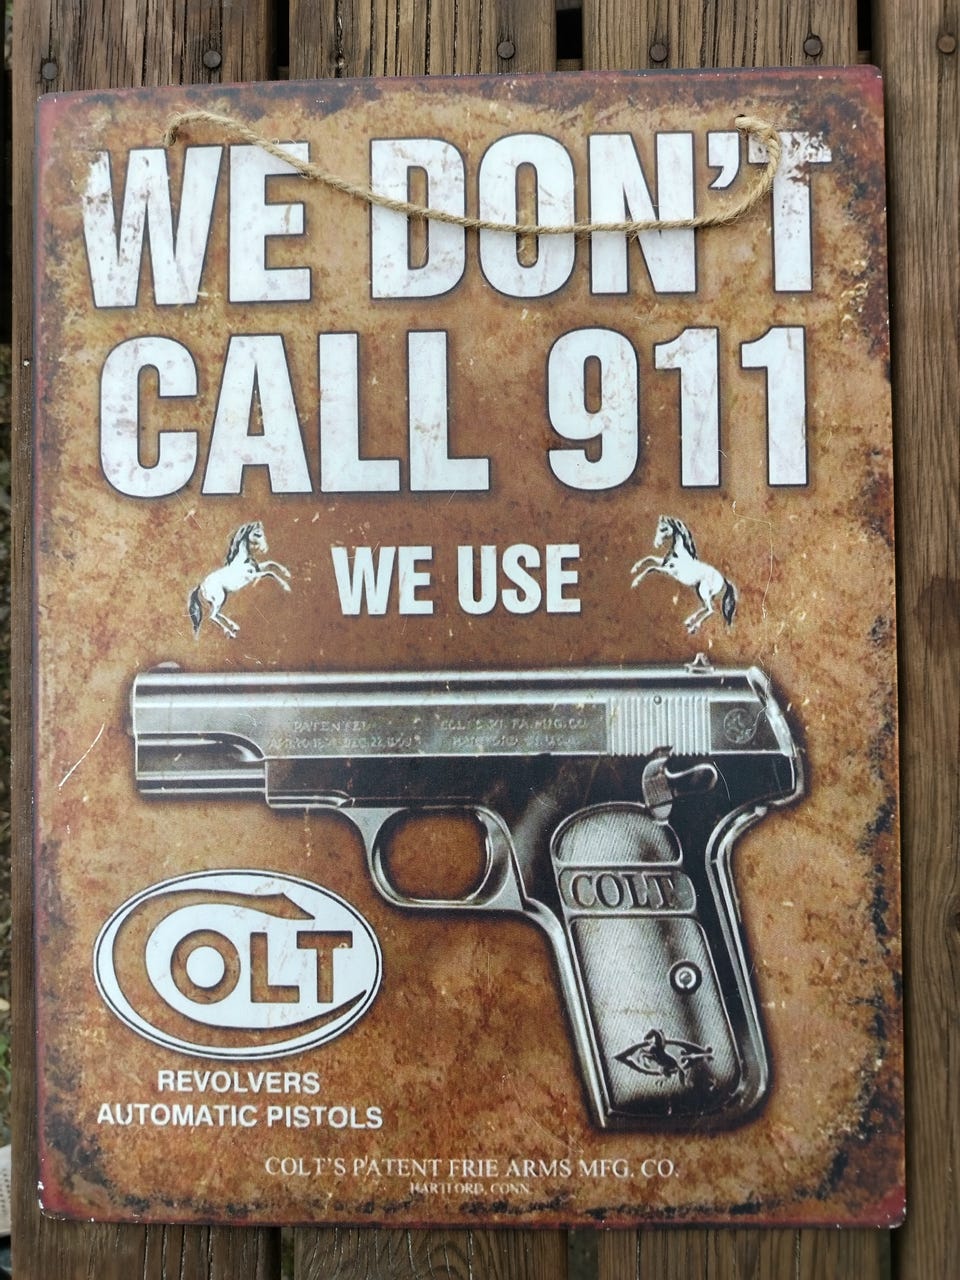 WE DON'T
CALL 911
WE USE
COLT
COLT
REVOLVERS
AUTOMATIC PISTOLS
COLT'S PATENT FRIE ARMS MFG. CO.
HARTFORD, CONN.